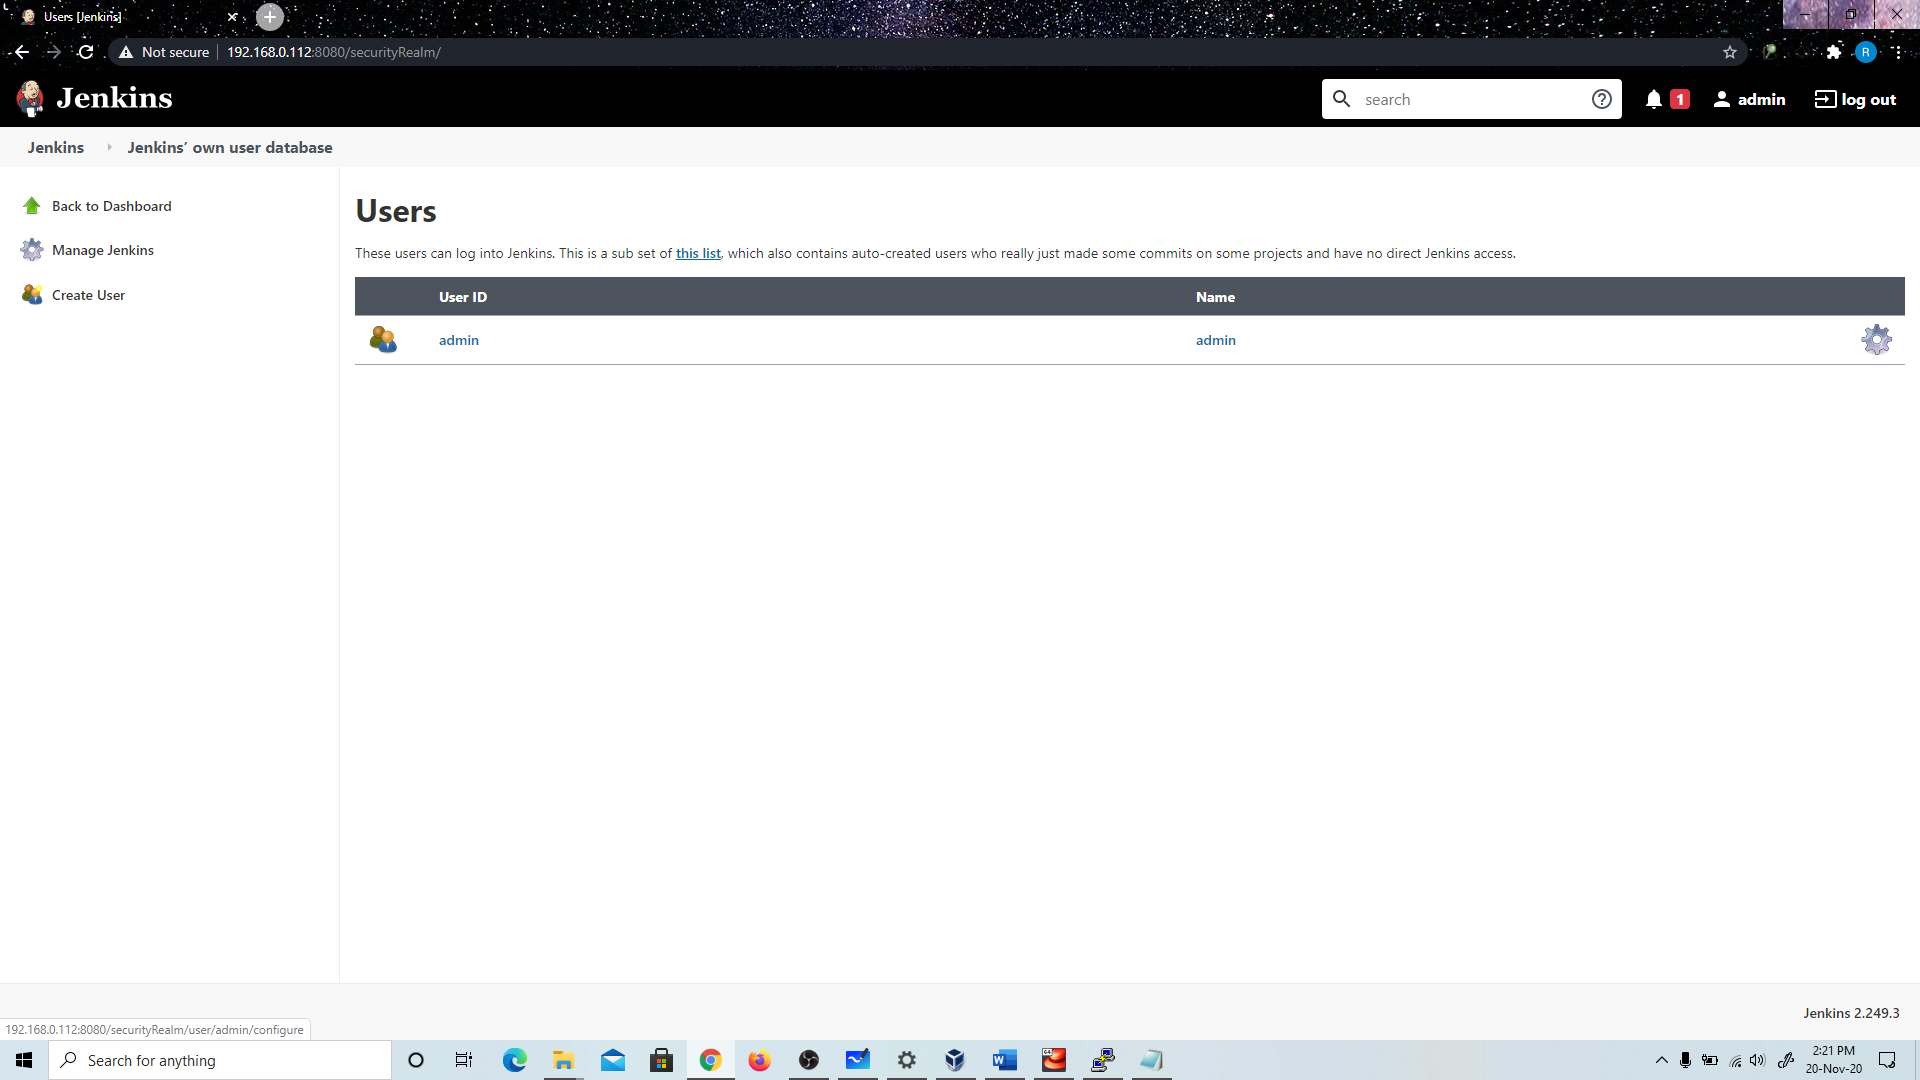 Users [Jenkins]
Not secure 192.168.0.112:8080/securityRealm/
R
Jenkins
search
1
admin
log out
Jenkins
Jenkins’ own user database
Back to Dashboard
Manage Jenkins
Create User
Users
These users can log into Jenkins. This is a sub set of this list, which also contains auto-created users who really just made some commits on some projects and have no direct Jenkins access.
User ID Name
admin admin
Jenkins 2.249.3
192.168.0.112:8080/securityRealm/user/admin/configure
Search for anything
2:21 PM
20-Nov-20